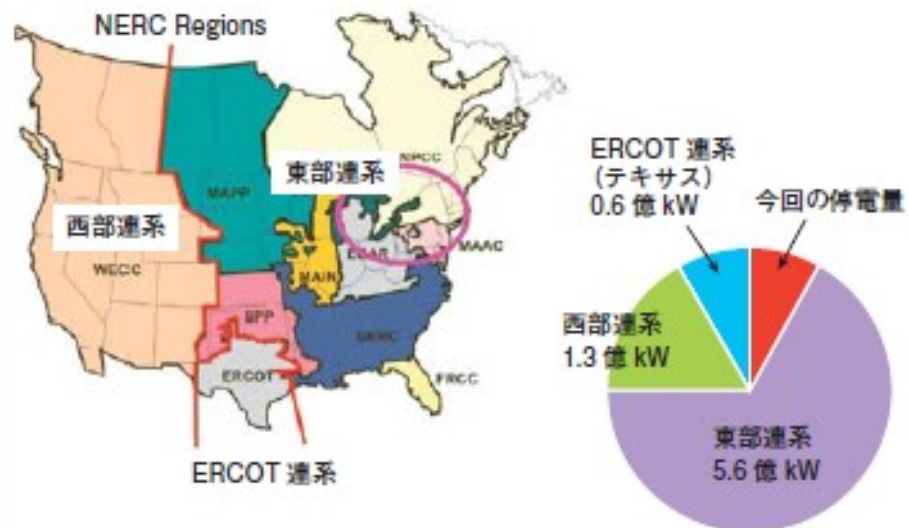 NERC Regions
東部連系
NPCC
MAPP
西部連系
WECC
ECAR
MAAC
MAIN
SPP
SERC
ERCOT
FRCC
ERCOT 連系
ERCOT 連系
(テキサス)
0.6 億 kW
今回の停電量
西部連系
1.3 億 kW
東部連系
5.6 億 kW